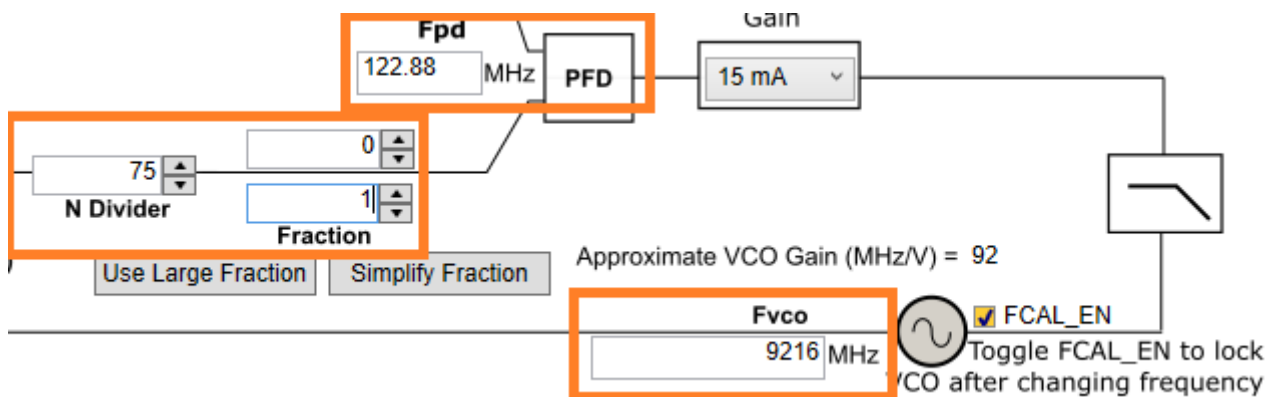 Fpd
Gain
122.88 MHz
PFD
15 mA
0
75
N Divider
1
Fraction
Use Large Fraction
Simplify Fraction
Approximate VCO Gain (MHz/V) = 92
Fvco
FCAL_EN
9216 MHz
Toggle FCAL_EN to lock
VCO after changing frequency